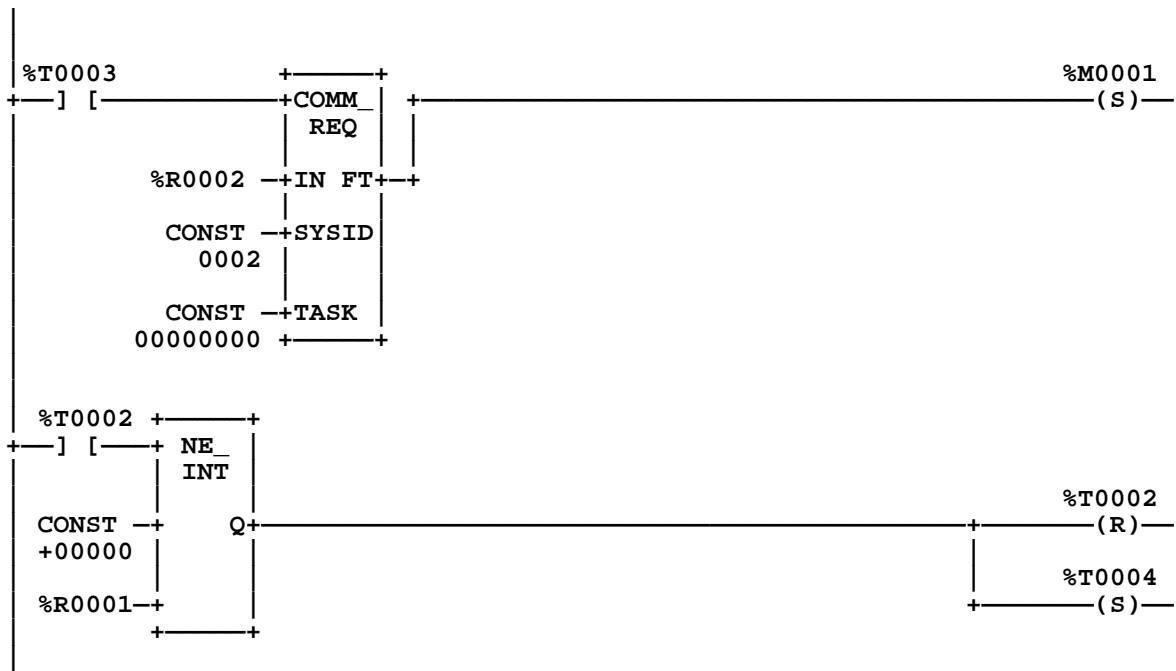 %T0003 %M0001
] [ COMM_ (S)
REQ
%R0002 IN FT
CONST SYSID
0002
CONST TASK
00000000
%T0002
] [ NE_
INT
%T0002
CONST Q (R)
+00000
%T0004
%R0001 (S)